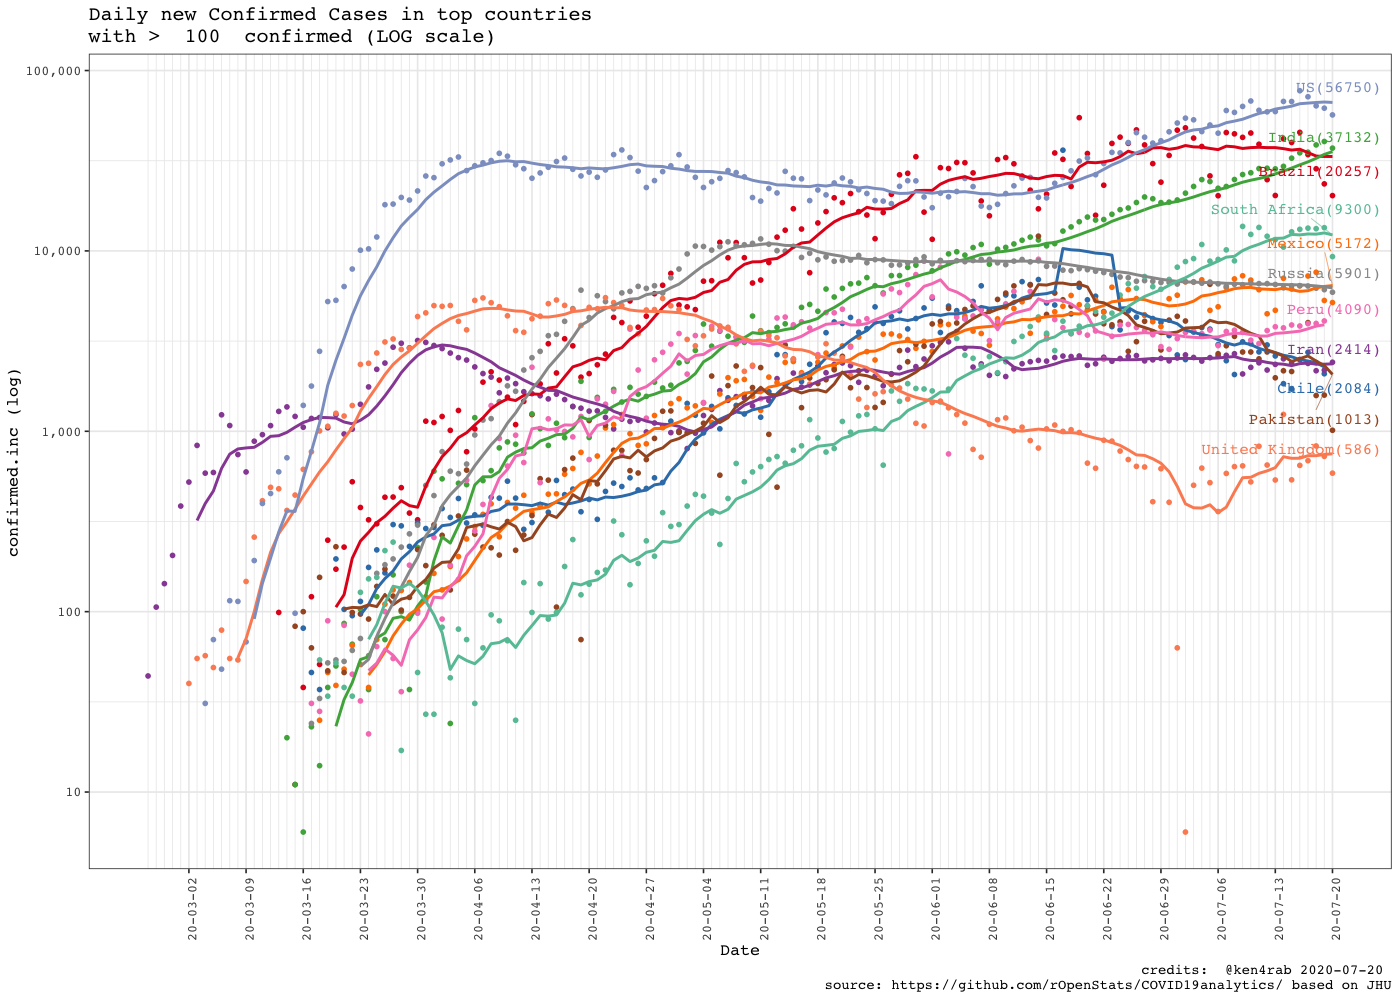 Daily new Confirmed Cases in top countries
with >  100  confirmed (LOG scale)
100,000
10,000
1,000
100
10
confirmed.inc (log)
US(56750)
India(37132)
Brazil(20257)
South Africa(9300)
Mexico(5172)
Russia(5901)
Peru(4090)
Iran(2414)
Chile(2084)
Pakistan(1013)
United Kingdom(586)
20-03-02
20-03-09
20-03-16
20-03-23
20-03-30
20-04-06
20-04-13
20-04-20
20-04-27
20-05-04
20-05-11
20-05-18
20-05-25
20-06-01
20-06-08
20-06-15
20-06-22
20-06-29
20-07-06
20-07-13
20-07-20
Date
credits:  @ken4rab 2020-07-20
source: https://github.com/rOpenStats/COVID19analytics/ based on JHU